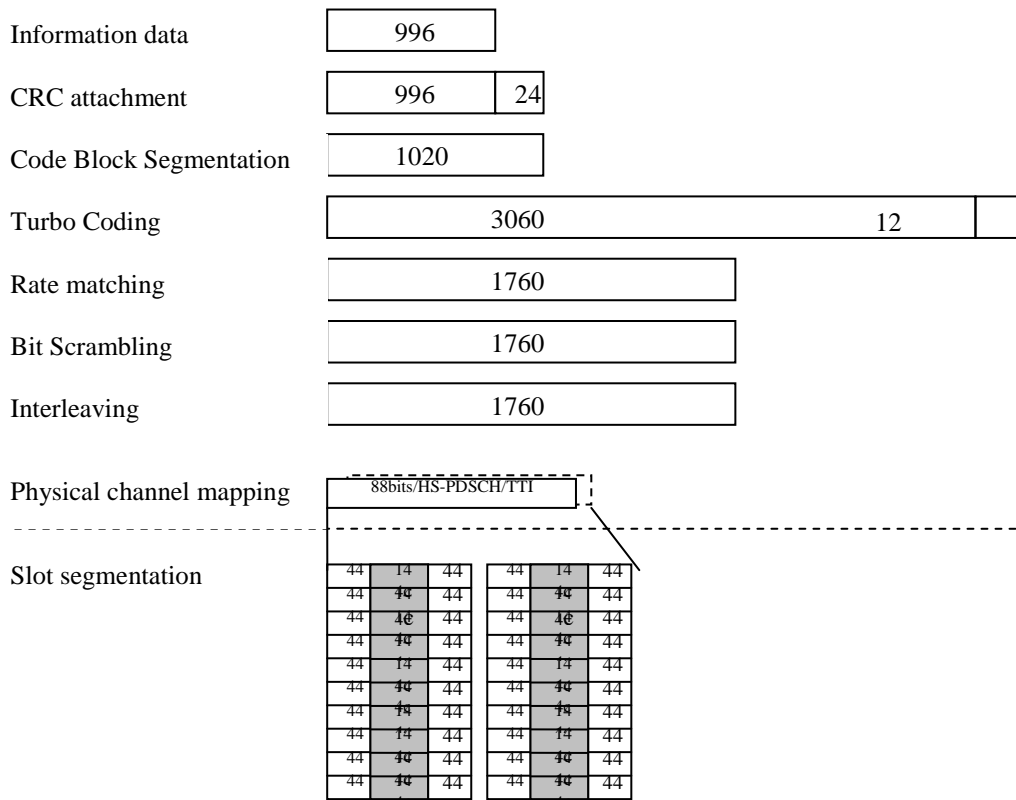 Information data 996
CRC attachment 996 24
Code Block Segmentation 1020
Turbo Coding 3060 12
Rate matching 1760
Bit Scrambling 1760
Interleaving 1760
Physical channel mapping 88bits/HS-PDSCH/TTI
Slot segmentation
44 14 44 44 14 44
44 44 44 44
44 44 44 44
44 44 44 44
44 14 44 44 14 44
44 44 44 44
44 14 44 44 14 44
44 14 44 44 14 44
44 44 44 44
44 44 44 44